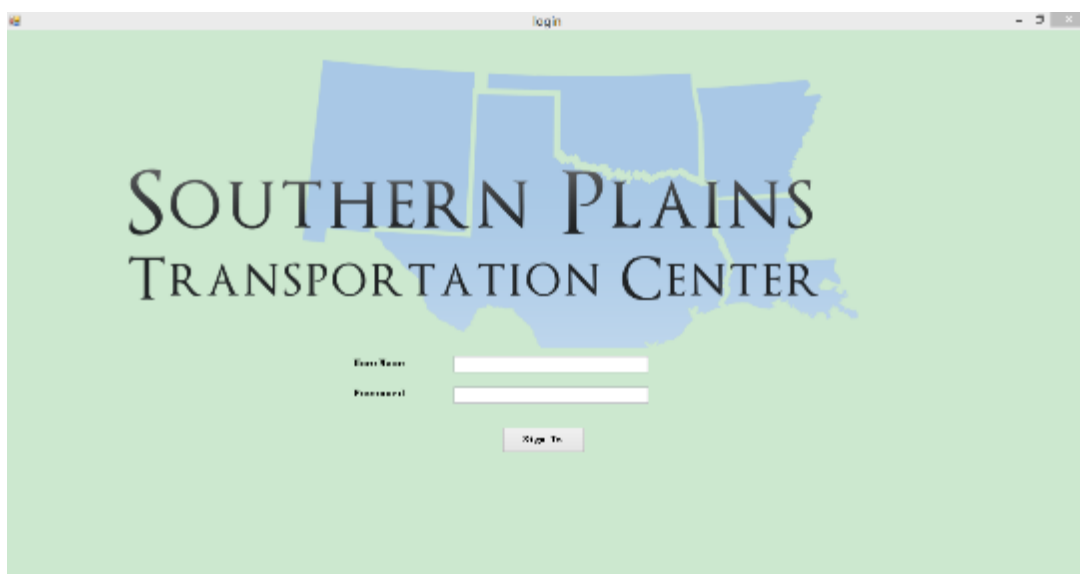 login
SOUTHERN PLAINS
TRANSPORTATION CENTER
User Name
Password
Sign In